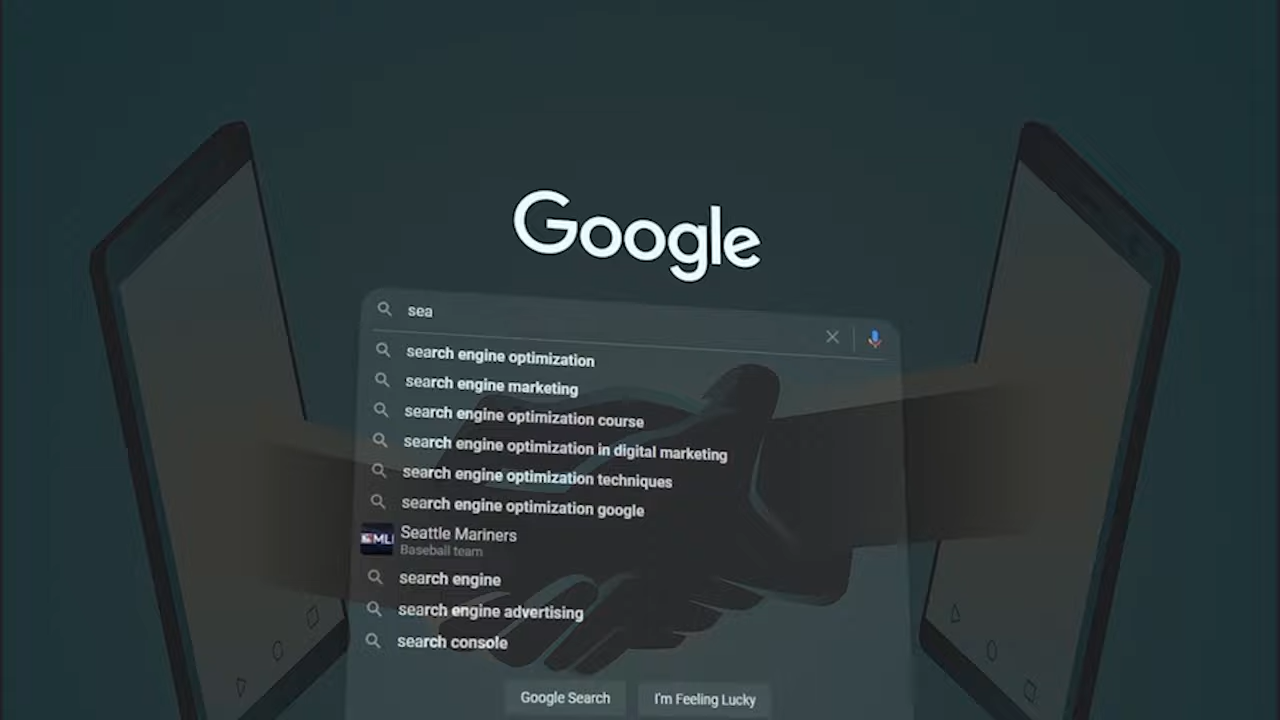 Google
sea
search engine optimization
search engine marketing
search engine optimization course
search engine optimization in digital marketing
search engine optimization techniques
search engine optimization google
Seattle Mariners
Baseball team
search engine
search engine advertising
search console
Google Search
I'm Feeling Lucky